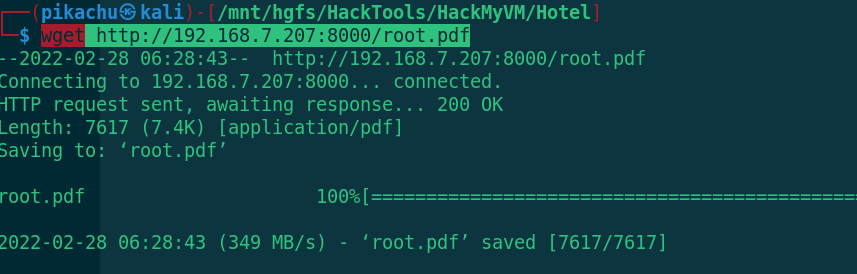 ┌──(pikachu㉿kali)-[/mnt/hgfs/HackTools/HackMyVM/Hotel]
└─$ wget http://192.168.7.207:8000/root.pdf
--2022-02-28 06:28:43--  http://192.168.7.207:8000/root.pdf
Connecting to 192.168.7.207:8000... connected.
HTTP request sent, awaiting response... 200 OK
Length: 7617 (7.4K) [application/pdf]
Saving to: ‘root.pdf’
root.pdf                     100%[=================================================
2022-02-28 06:28:43 (349 MB/s) - ‘root.pdf’ saved [7617/7617]